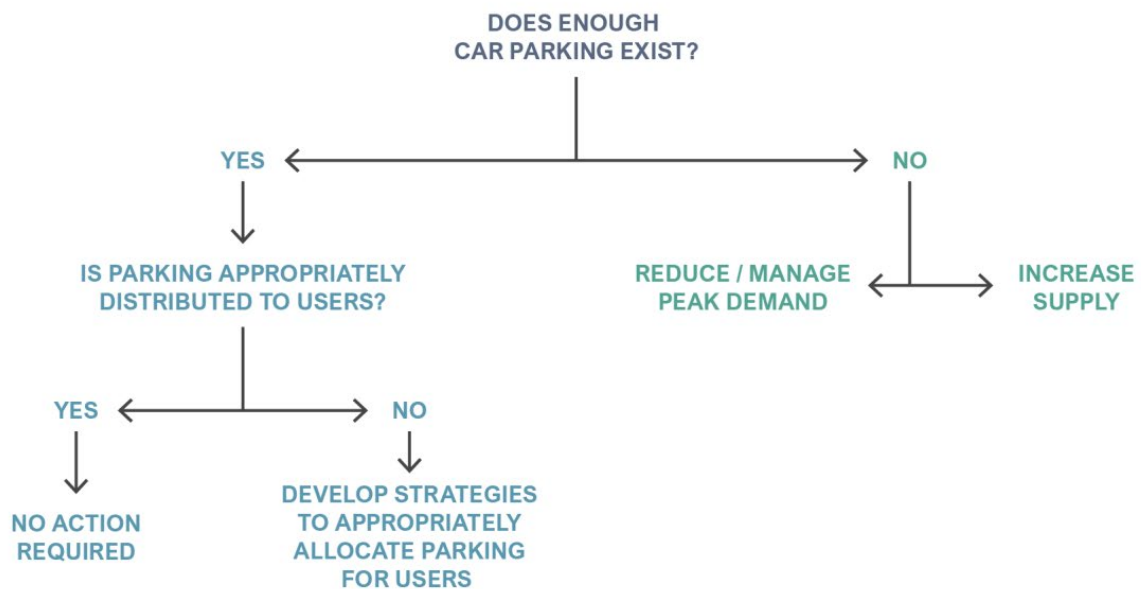 DOES ENOUGH
CAR PARKING EXIST?
YES
NO
IS PARKING APPROPRIATELY
DISTRIBUTED TO USERS?
REDUCE / MANAGE
PEAK DEMAND
INCREASE
SUPPLY
YES
NO
NO ACTION
REQUIRED
DEVELOP STRATEGIES
TO APPROPRIATELY
ALLOCATE PARKING
FOR USERS